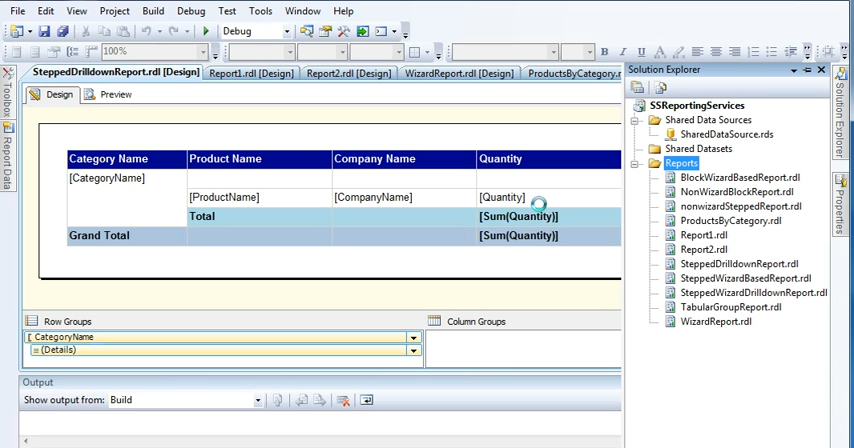 File Edit View Project Build Debug Test Tools Window Help
Debug
100%
SteppedDrilldownReport.rdl [Design] Report1.rdl [Design] Report2.rdl [Design] WizardReport.rdl [Design] ProductsByCategory.r
Design Preview
Category Name Product Name Company Name Quantity
[CategoryName]
[ProductName] [CompanyName] [Quantity]
Total [Sum(Quantity)]
Grand Total [Sum(Quantity)]
Row Groups Column Groups
[ CategoryName
(Details)
Output
Show output from: Build
Toolbox
Report Data
Solution Explorer
SSReportingServices
Shared Data Sources
SharedDataSource.rds
Shared Datasets
Reports
BlockWizardBasedReport.rdl
NonWizardBlockReport.rdl
nonwizardSteppedReport.rdl
ProductsByCategory.rdl
Report1.rdl
Report2.rdl
SteppedDrilldownReport.rdl
SteppedWizardBasedReport.rdl
SteppedWizardDrilldownReport.rdl
TabularGroupReport.rdl
WizardReport.rdl
Solution Explorer
Properties